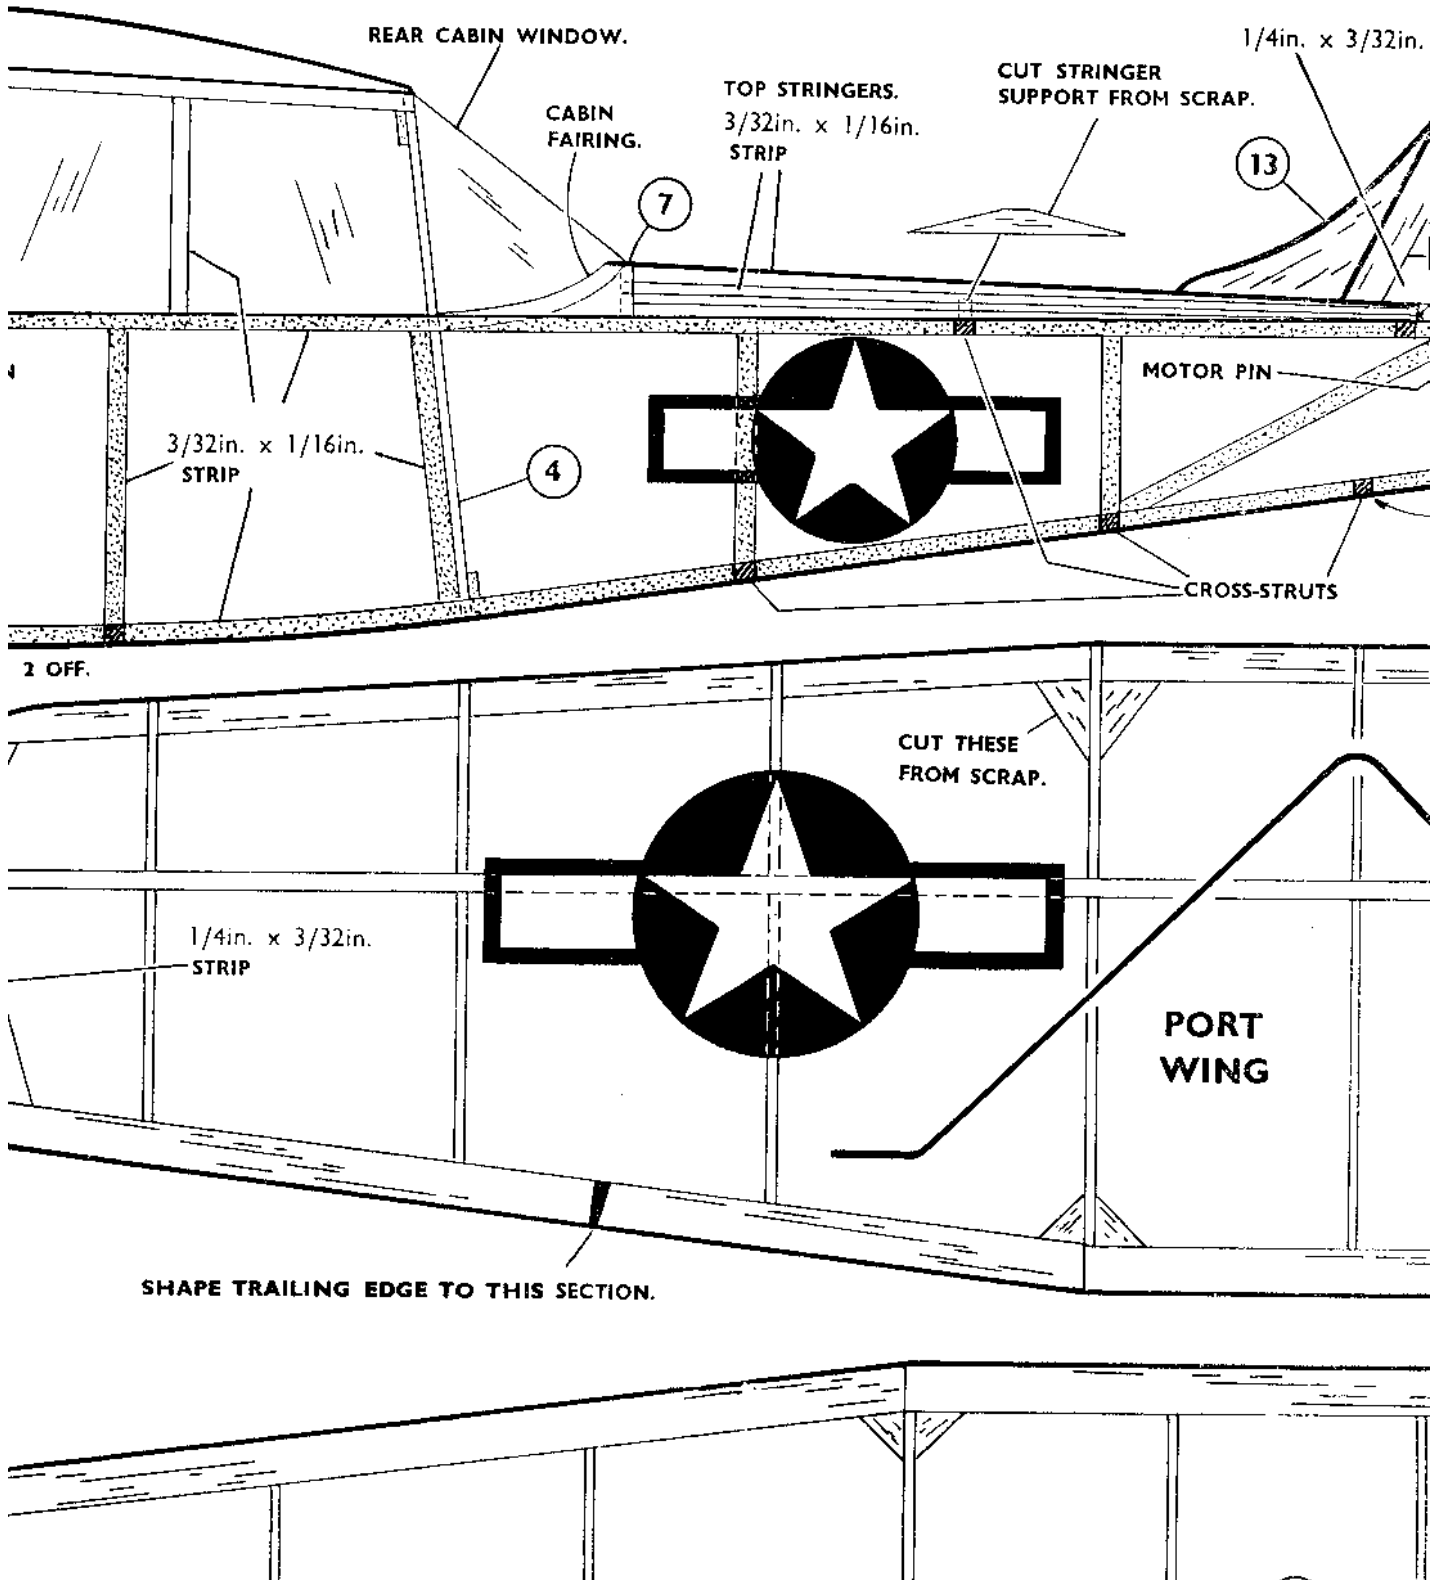 REAR CABIN WINDOW.
1/4in. x 3/32in.
CUT STRINGER
SUPPORT FROM SCRAP.
TOP STRINGERS.
3/32in. x 1/16in.
STRIP
CABIN
FAIRING.
13
7
MOTOR PIN
3/32in. x 1/16in.
STRIP
4
CROSS-STRUTS
2 OFF.
CUT THESE
FROM SCRAP.
1/4in. x 3/32in.
STRIP
PORT
WING
SHAPE TRAILING EDGE TO THIS SECTION.